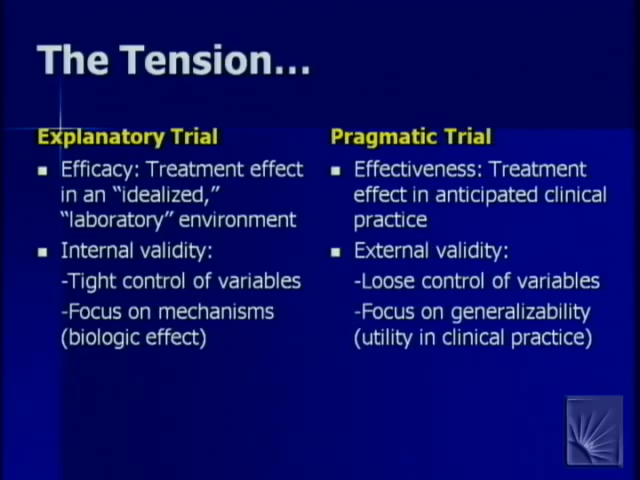 The Tension...
Explanatory Trial
Efficacy: Treatment effect
in an “idealized,”
“laboratory” environment
Internal validity:
-Tight control of variables
-Focus on mechanisms
(biologic effect)
Pragmatic Trial
Effectiveness: Treatment
effect in anticipated clinical
practice
External validity:
-Loose control of variables
-Focus on generalizability
(utility in clinical practice)